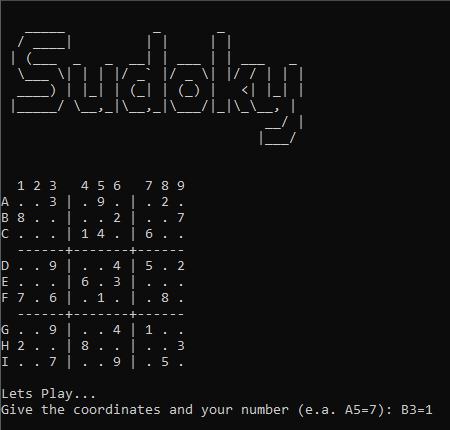 Sudoky
1 2 3 4 5 6 7 8 9
A . . 3 | . 9 . | . 2 .
B 8 . . | . . 2 | . . 7
C . . . | 1 4 . | 6 . .
------+-------+------
D . . 9 | . . 4 | 5 . 2
E . . . | 6 . 3 | . . .
F 7 . 6 | . 1 . | . 8 .
------+-------+------
G . . 9 | . . 4 | 1 . .
H 2 . . | 8 . . | . . 3
I . . 7 | . . 9 | . 5 .
Lets Play...
Give the coordinates and your number (e.a. A5=7): B3=1